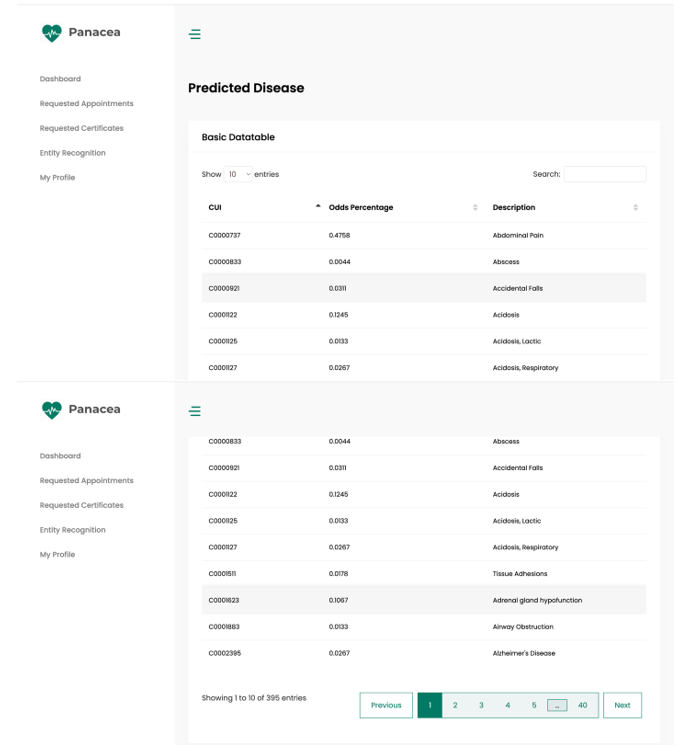 Panacea
Dashboard
Requested Appointments
Requested Certificates
Entity Recognition
My Profile
Predicted Disease
Basic Datatable
Show 10 entries Search:
CUI Odds Percentage Description
C0000737 0.4758 Abdominal Pain
C0000833 0.0044 Abscess
C0000921 0.0311 Accidental Falls
C0001122 0.1245 Acidosis
C0001125 0.0133 Acidosis, Lactic
C0001127 0.0267 Acidosis, Respiratory
Panacea
Dashboard
Requested Appointments
Requested Certificates
Entity Recognition
My Profile
C0000833 0.0044 Abscess
C0000921 0.0311 Accidental Falls
C0001122 0.1245 Acidosis
C0001125 0.0133 Acidosis, Lactic
C0001127 0.0267 Acidosis, Respiratory
C0001511 0.0178 Tissue Adhesions
C0001623 0.1067 Adrenal gland hypofunction
C0001883 0.0133 Airway Obstruction
C0002395 0.0267 Alzheimer's Disease
Showing 1 to 10 of 395 entries Previous 1 2 3 4 5 ... 40 Next